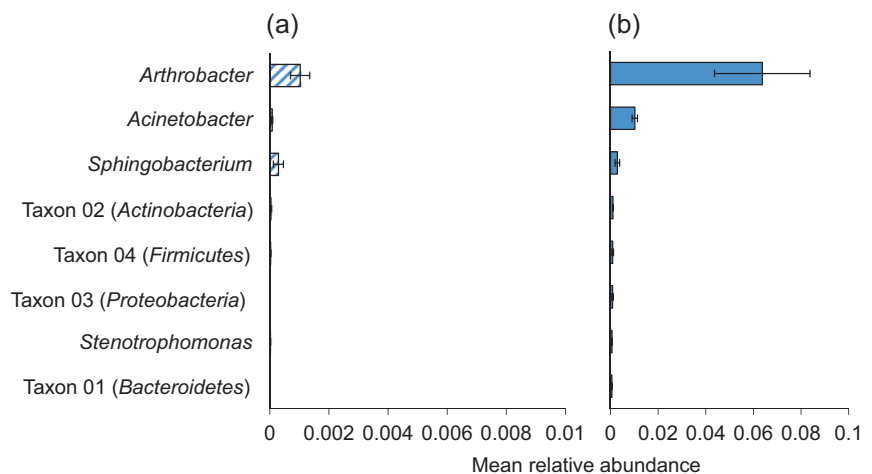 (a) (b)
Arthrobacter
Acinetobacter
Sphingobacterium
Taxon 02 (Actinobacteria)
Taxon 04 (Firmicutes)
Taxon 03 (Proteobacteria)
Stenotrophomonas
Taxon 01 (Bacteroidetes)
0 0.002 0.004 0.006 0.008 0.01 0 0.02 0.04 0.06 0.08 0.1
Mean relative abundance